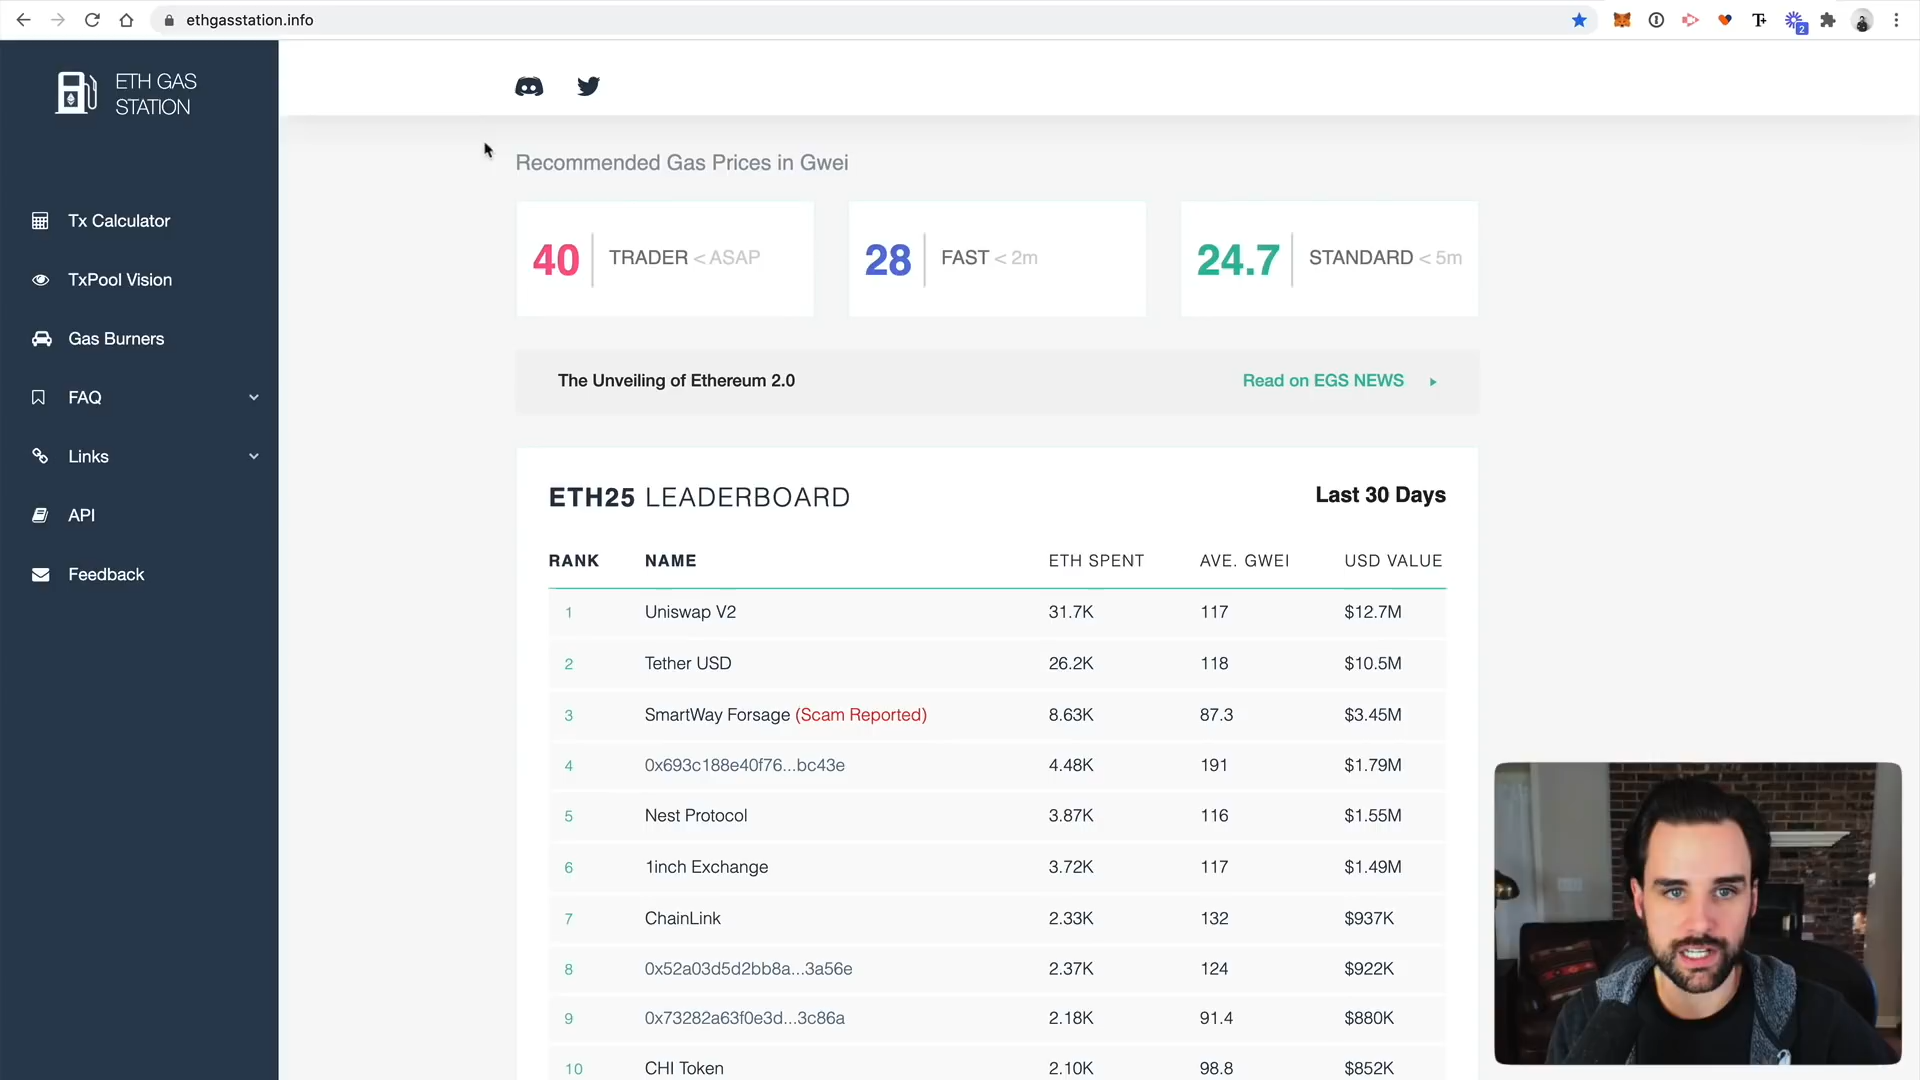 ethgasstation.info
2
ETH GAS
STATION
Tx Calculator
TxPool Vision
Gas Burners
FAQ
Links
API
Feedback
Recommended Gas Prices in Gwei
40 TRADER < ASAP
28 FAST < 2m
24.7 STANDARD < 5m
The Unveiling of Ethereum 2.0 Read on EGS NEWS
ETH25 LEADERBOARD Last 30 Days
RANK NAME ETH SPENT AVE. GWEI USD VALUE
1 Uniswap V2 31.7K 117 $12.7M
2 Tether USD 26.2K 118 $10.5M
3 SmartWay Forsage (Scam Reported) 8.63K 87.3 $3.45M
4 0x693c188e40f76...bc43e 4.48K 191 $1.79M
5 Nest Protocol 3.87K 116 $1.55M
6 1inch Exchange 3.72K 117 $1.49M
7 ChainLink 2.33K 132 $937K
8 0x52a03d5d2bb8a...3a56e 2.37K 124 $922K
9 0x73282a63f0e3d...3c86a 2.18K 91.4 $880K
10 CHI Token 2.10K 98.8 $852K